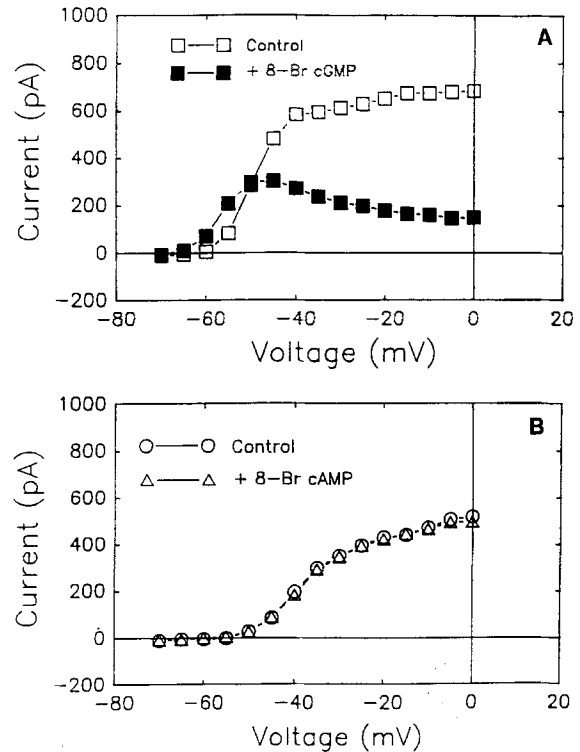 A
Control
+ 8-Br cGMP
1000
800
600
400
200
0
-200
Current (pA)
-80 -60 -40 -20 0 20
Voltage (mV)
B
Control
+ 8-Br cAMP
1000
800
600
400
200
0
-200
Current (pA)
-80 -60 -40 -20 0 20
Voltage (mV)